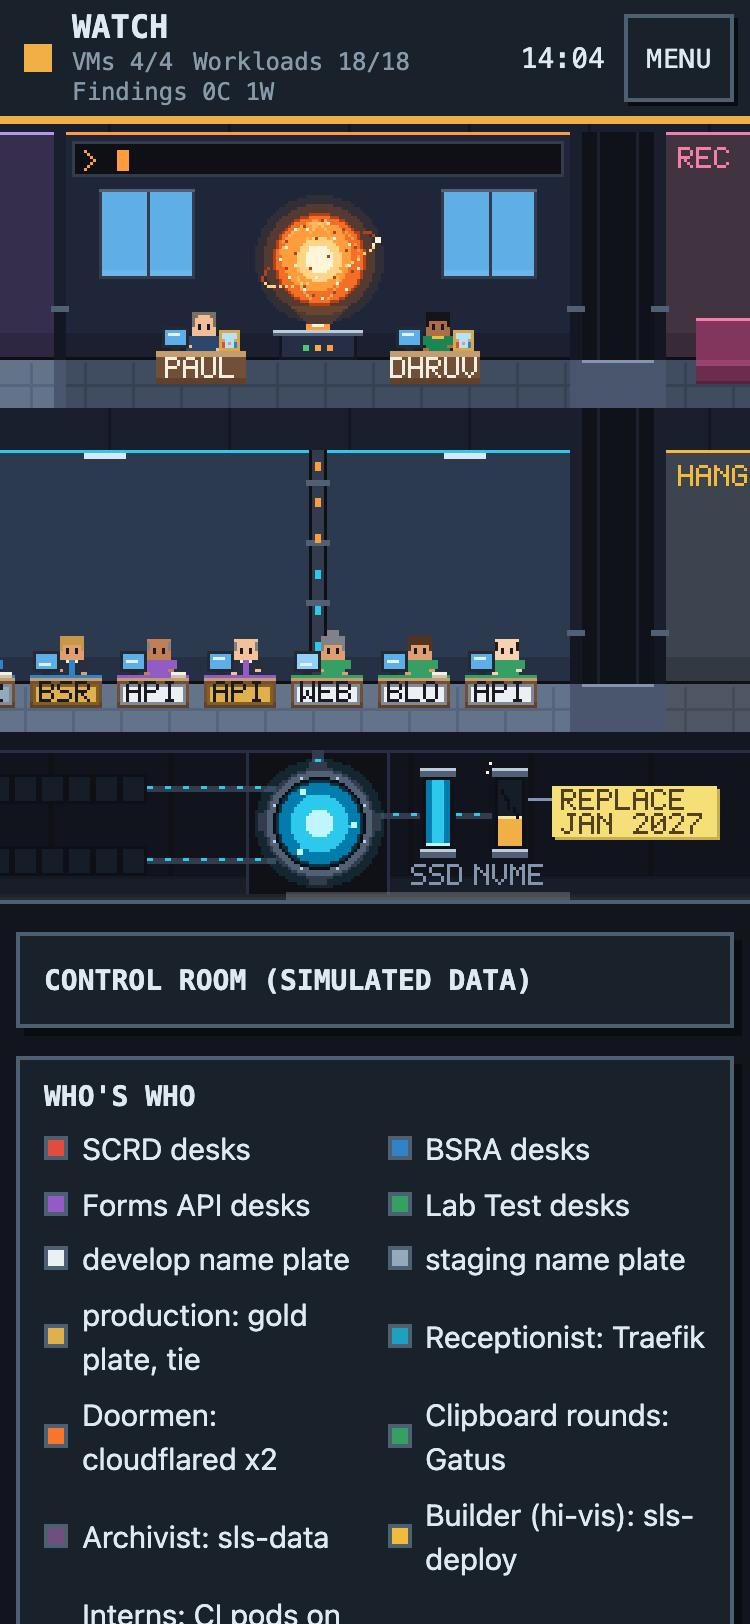 WATCH
VMs 4/4 Workloads 18/18
Findings 0C 1W
14:04
MENU
REC
PAUL
DHRUV
HANG
BSR
API
API
WEB
BLU
API
REPLACE
JAN 2027
SSD NVME
CONTROL ROOM (SIMULATED DATA)
WHO'S WHO
SCRD desks
BSRA desks
Forms API desks
Lab Test desks
develop name plate
staging name plate
production: gold
plate, tie
Receptionist: Traefik
Doormen:
cloudflared x2
Clipboard rounds:
Gatus
Archivist: sls-data
Builder (hi-vis): sls-
deploy
Interns: CI pods on